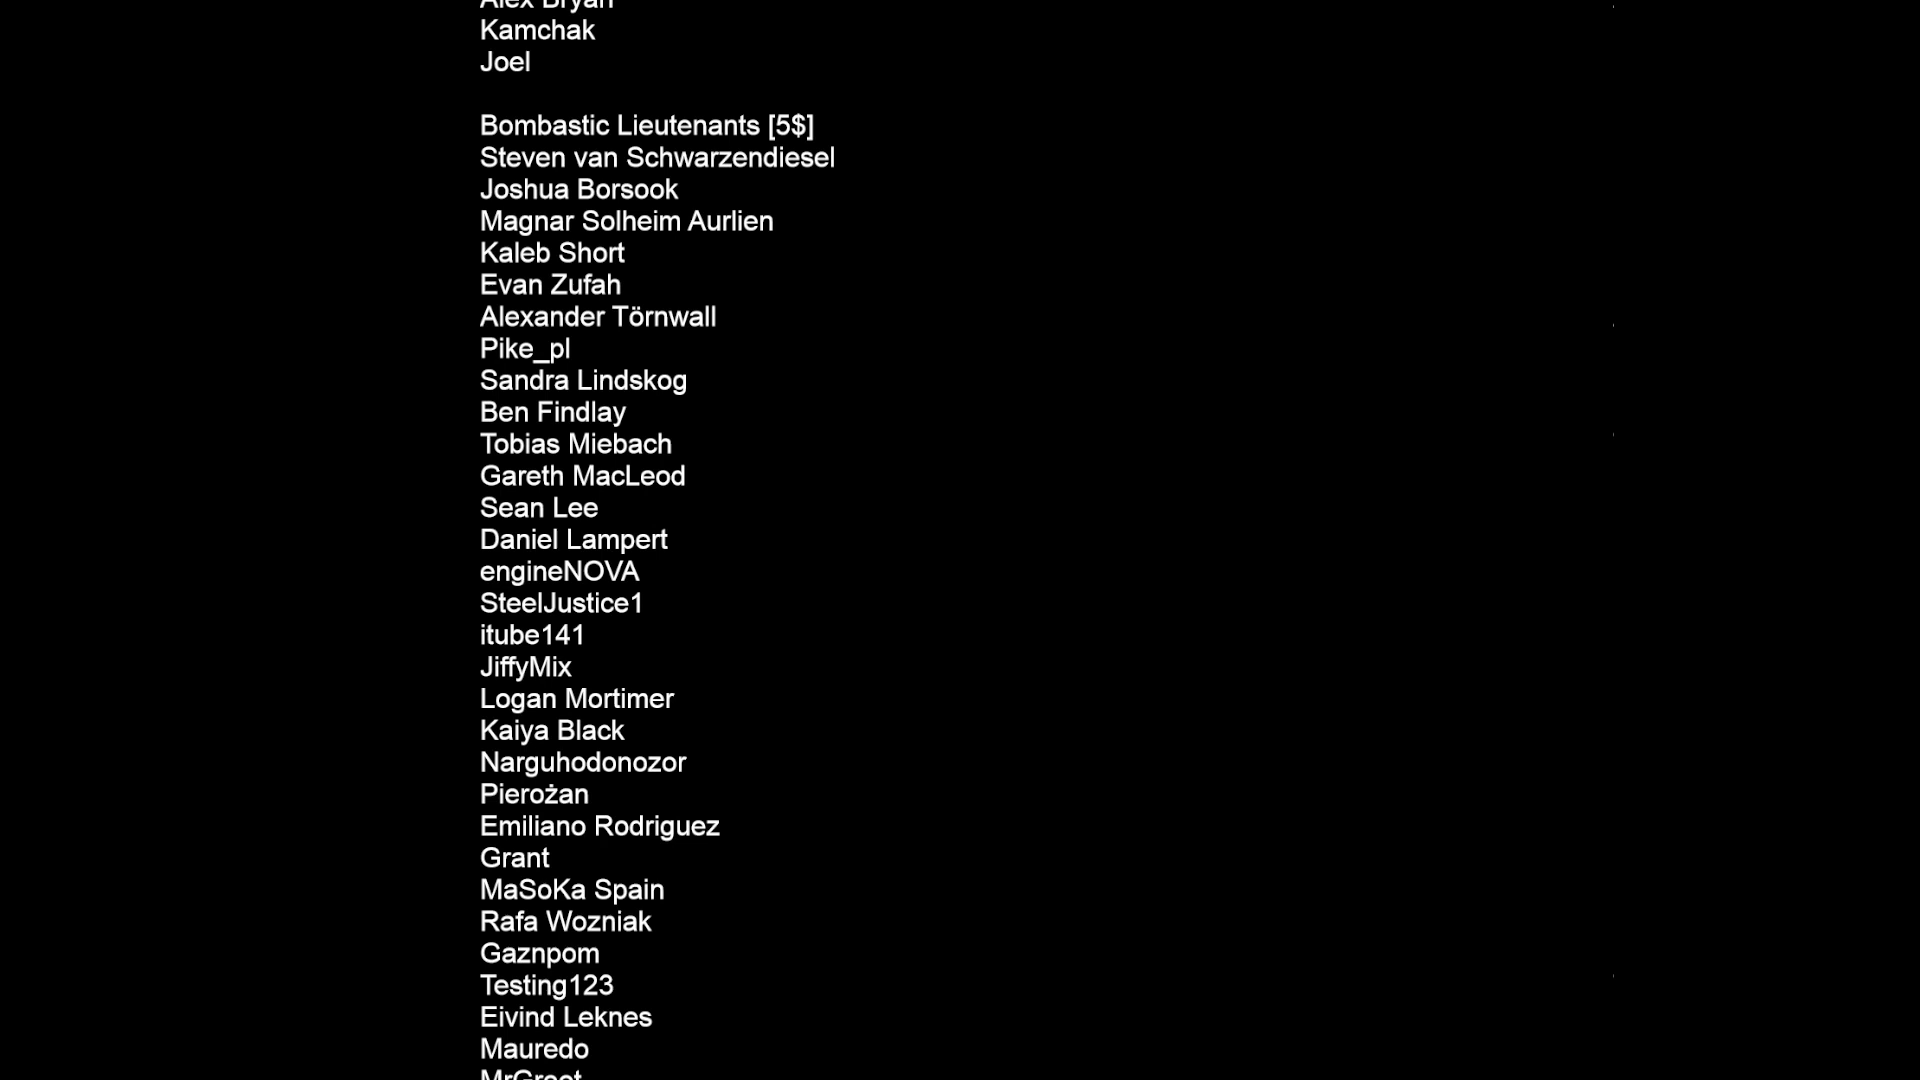 Alex Bryan
Kamchak
Joel
Bombastic Lieutenants [5$]
Steven van Schwarzendiesel
Joshua Borsook
Magnar Solheim Aurlien
Kaleb Short
Evan Zufah
Alexander Törnwall
Pike_pl
Sandra Lindskog
Ben Findlay
Tobias Miebach
Gareth MacLeod
Sean Lee
Daniel Lampert
engineNOVA
SteelJustice1
itube141
JiffyMix
Logan Mortimer
Kaiya Black
Narguhodonozor
Pierożan
Emiliano Rodriguez
Grant
MaSoKa Spain
Rafa Wozniak
Gaznpom
Testing123
Eivind Leknes
Mauredo